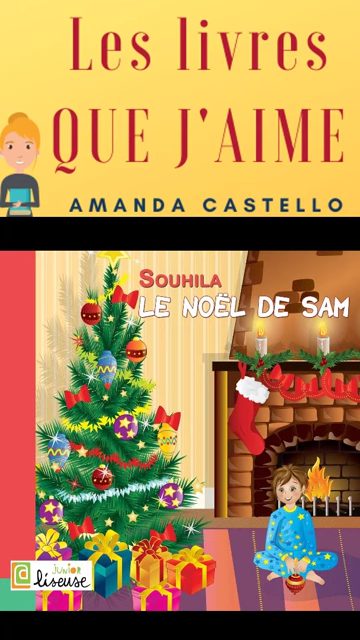 Les livres
QUE J'AIME
AMANDA CASTELLO
SOUHILA
LE NOËL DE SAM
@ JUNIOR
liseuse